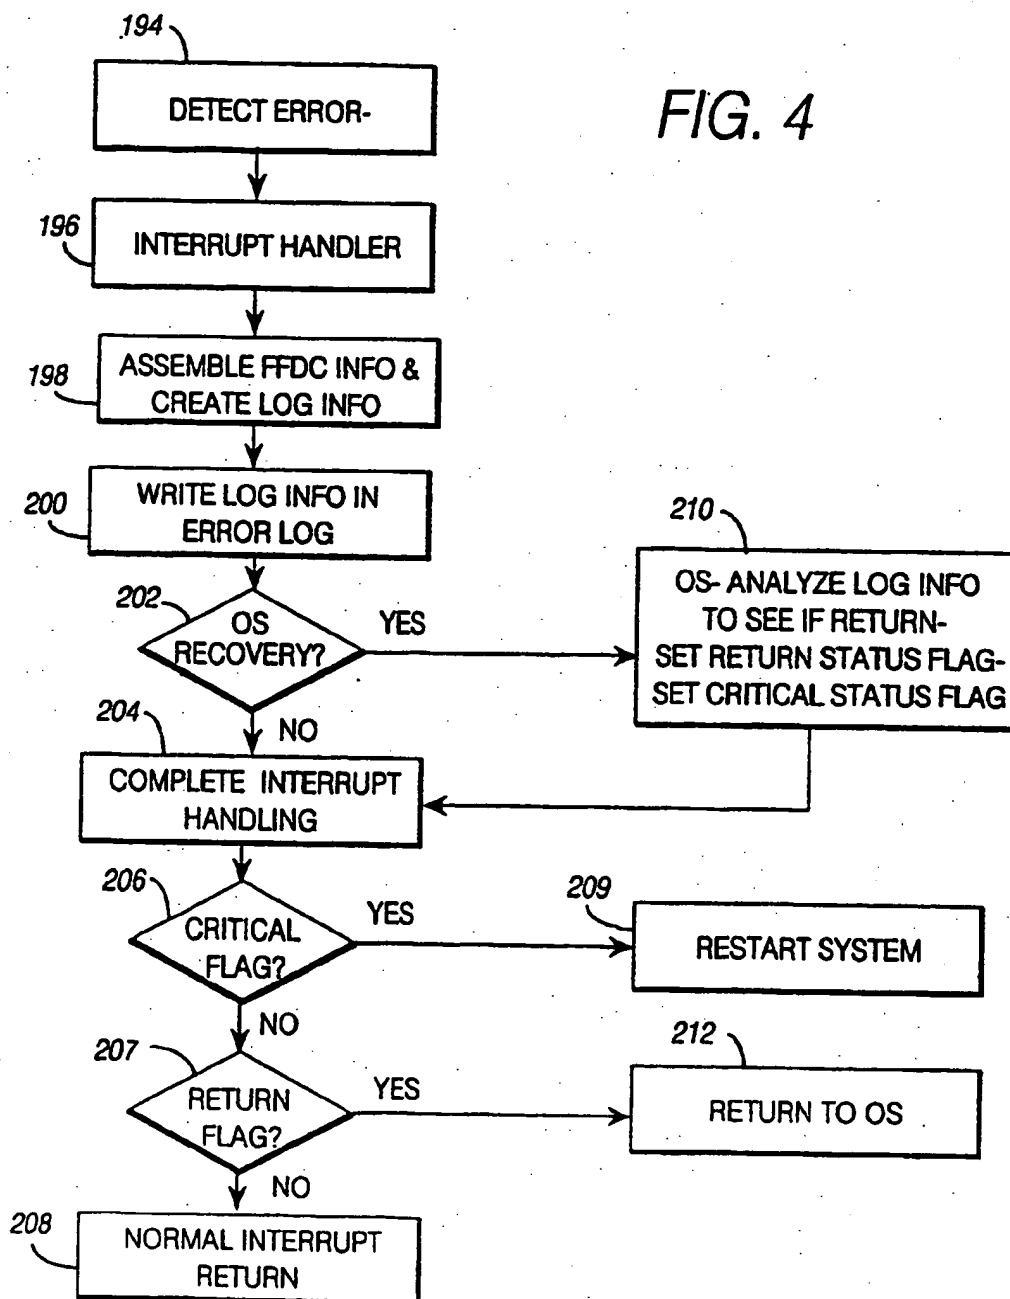 194
DETECT ERROR-
FIG. 4
196
INTERRUPT HANDLER
198
ASSEMBLE FFDC INFO &
CREATE LOG INFO
200
WRITE LOG INFO IN
ERROR LOG
202
OS
RECOVERY?
YES
NO
210
OS- ANALYZE LOG INFO
TO SEE IF RETURN-
SET RETURN STATUS FLAG-
SET CRITICAL STATUS FLAG
204
COMPLETE INTERRUPT
HANDLING
206
CRITICAL
FLAG?
YES
NO
209
RESTART SYSTEM
207
RETURN
FLAG?
YES
NO
212
RETURN TO OS
208
NORMAL INTERRUPT
RETURN